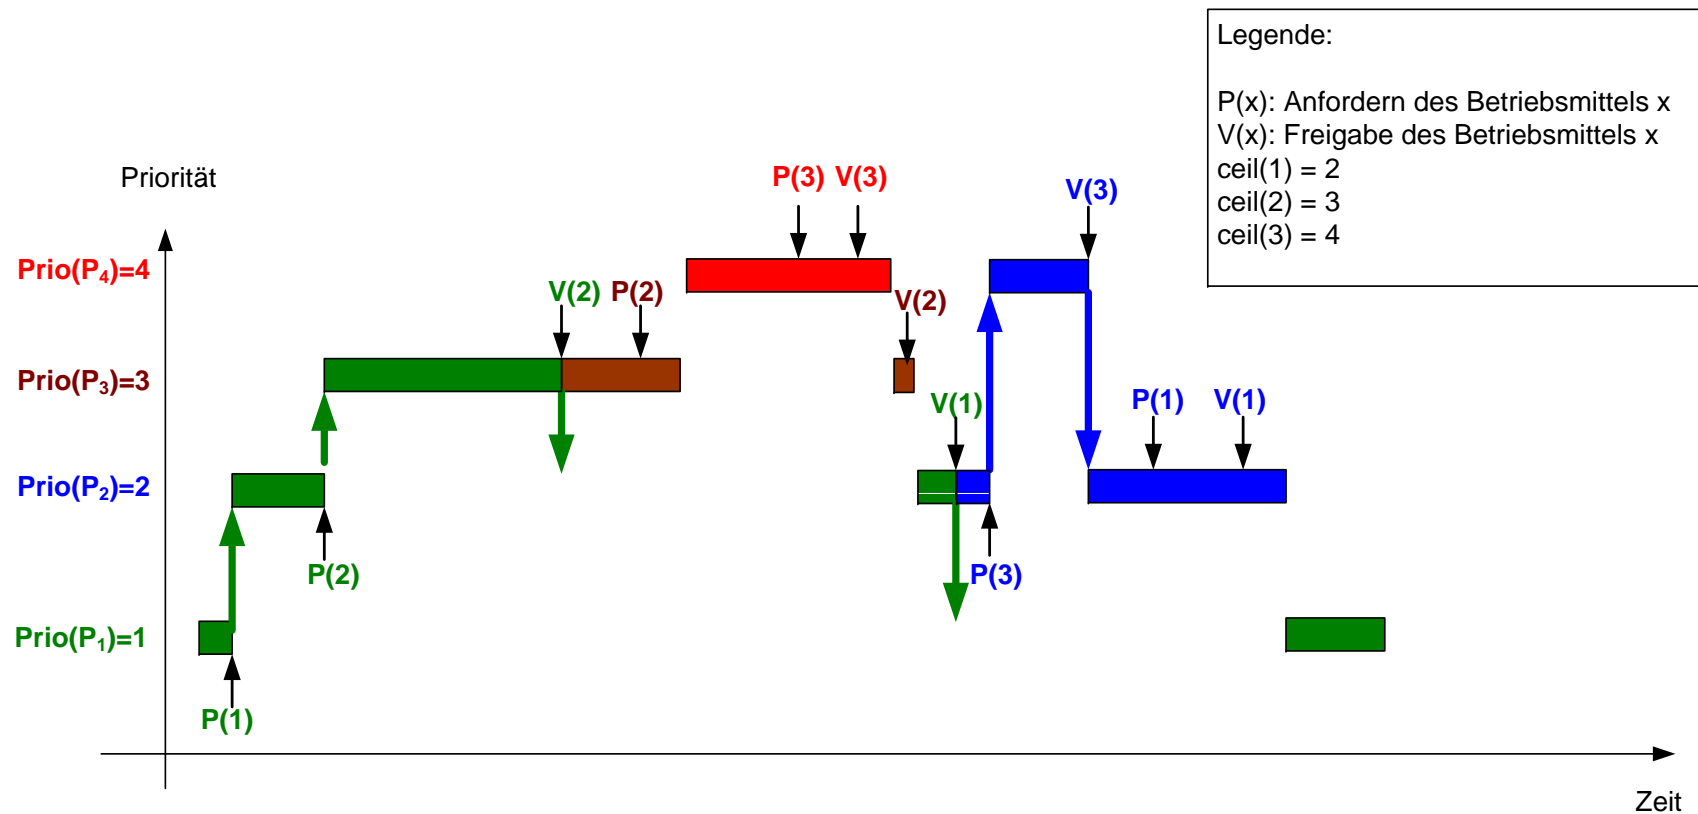 Legende:
P(x): Anfordern des Betriebsmittels x
V(x): Freigabe des Betriebsmittels x
ceil(1) = 2
ceil(2) = 3
ceil(3) = 4
Priorität
P(3) V(3)
V(3)
Prio(P₄)=4
V(2) P(2)
V(2)
Prio(P₃)=3
V(1)
P(1) V(1)
Prio(P₂)=2
P(2)
P(3)
Prio(P₁)=1
P(1)
Zeit